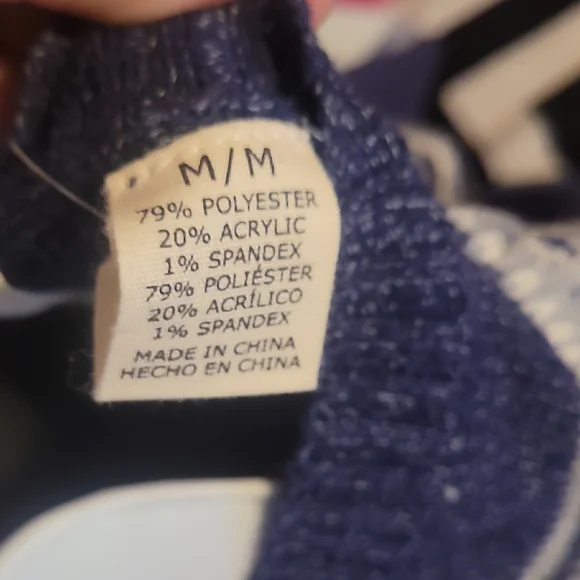 M/M
79% POLYESTER
20% ACRYLIC
1% SPANDEX
79% POLIÉSTER
20% ACRÍLICO
1% SPANDEX
MADE IN CHINA
HECHO EN CHINA